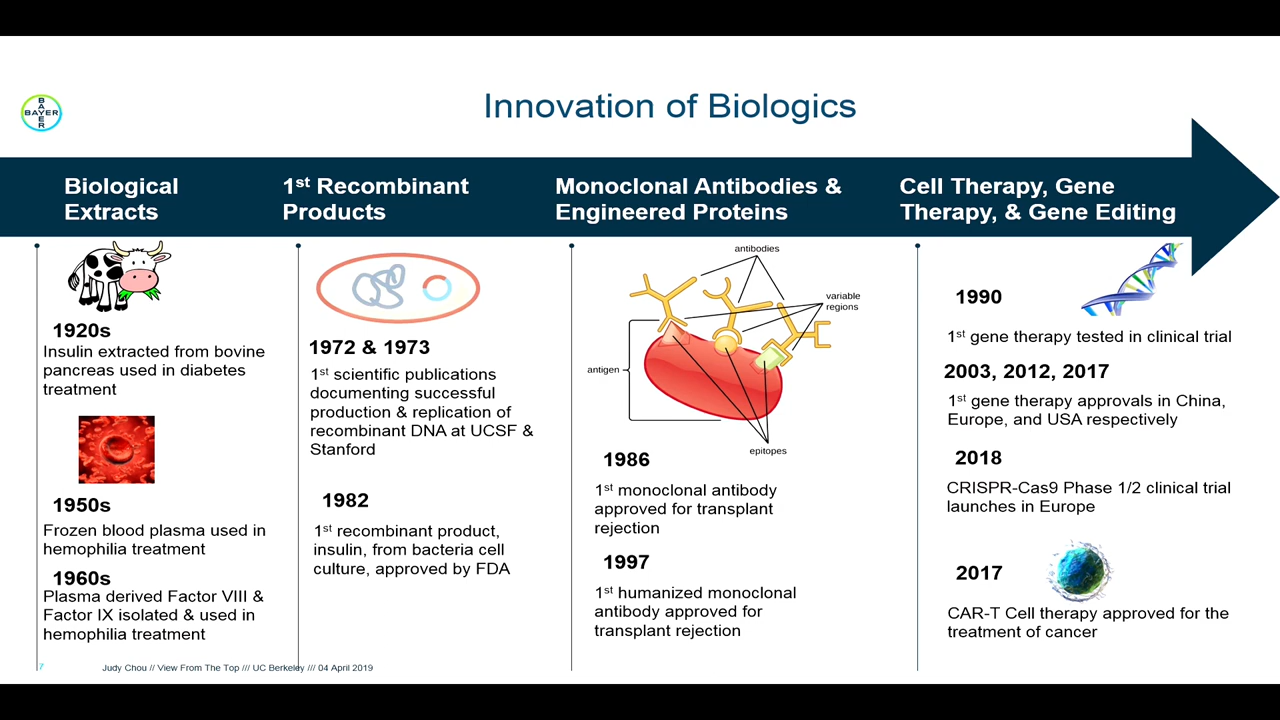 BAYER
BAYER
Innovation of Biologics
Biological
Extracts
1st Recombinant
Products
Monoclonal Antibodies &
Engineered Proteins
Cell Therapy, Gene
Therapy, & Gene Editing
1920s
Insulin extracted from bovine
pancreas used in diabetes
treatment
1950s
Frozen blood plasma used in
hemophilia treatment
1960s
Plasma derived Factor VIII &
Factor IX isolated & used in
hemophilia treatment
1972 & 1973
1st scientific publications
documenting successful
production & replication of
recombinant DNA at UCSF &
Stanford
1982
1st recombinant product,
insulin, from bacteria cell
culture, approved by FDA
antibodies
variable
regions
antigen
epitopes
1986
1st monoclonal antibody
approved for transplant
rejection
1997
1st humanized monoclonal
antibody approved for
transplant rejection
1990
1st gene therapy tested in clinical trial
2003, 2012, 2017
1st gene therapy approvals in China,
Europe, and USA respectively
2018
CRISPR-Cas9 Phase 1/2 clinical trial
launches in Europe
2017
CAR-T Cell therapy approved for the
treatment of cancer
7
Judy Chou // View From The Top /// UC Berkeley /// 04 April 2019